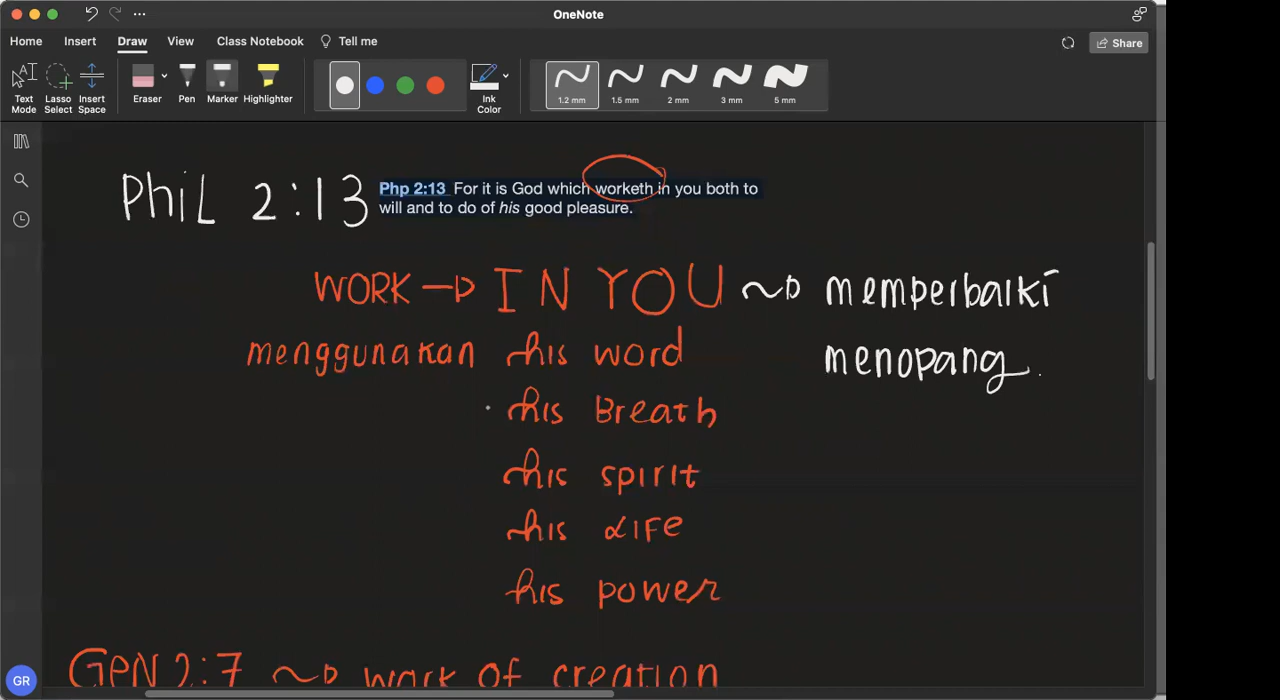 OneNote
Home Insert Draw View Class Notebook Tell me
Share
Text Mode
Lasso Select
Insert Space
Eraser
Pen
Marker
Highlighter
Ink Color
1.2 mm
1.5 mm
2 mm
3 mm
5 mm
PhiL 2:13
Php 2:13 For it is God which worketh in you both to
will and to do of his good pleasure.
WORK → IN YOU ~> memperbaiki
menggunakan his word menopang.
his Breath
his spirit
his LIFE
his power
GEN 2:7 ~> work of creation
GR